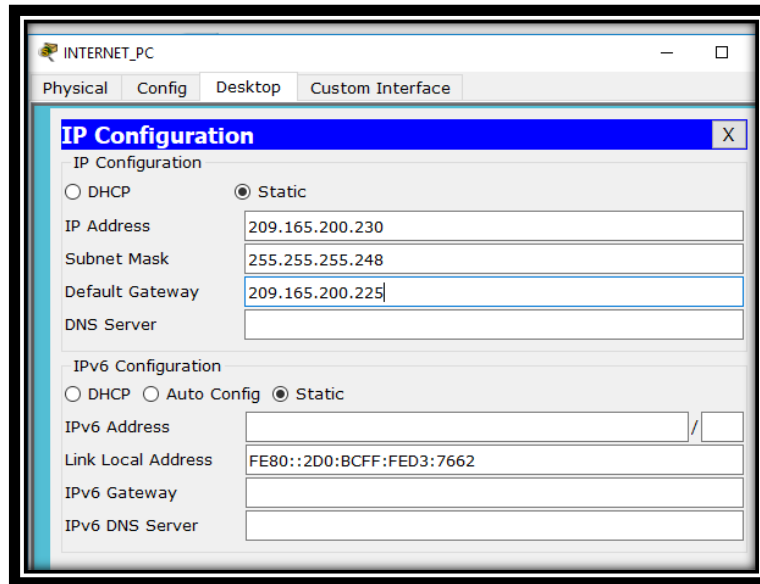 INTERNET_PC
Physical Config Desktop Custom Interface
IP Configuration X
IP Configuration
DHCP Static
IP Address 209.165.200.230
Subnet Mask 255.255.255.248
Default Gateway 209.165.200.225
DNS Server
IPv6 Configuration
DHCP Auto Config Static
IPv6 Address /
Link Local Address FE80::2D0:BCFF:FED3:7662
IPv6 Gateway
IPv6 DNS Server